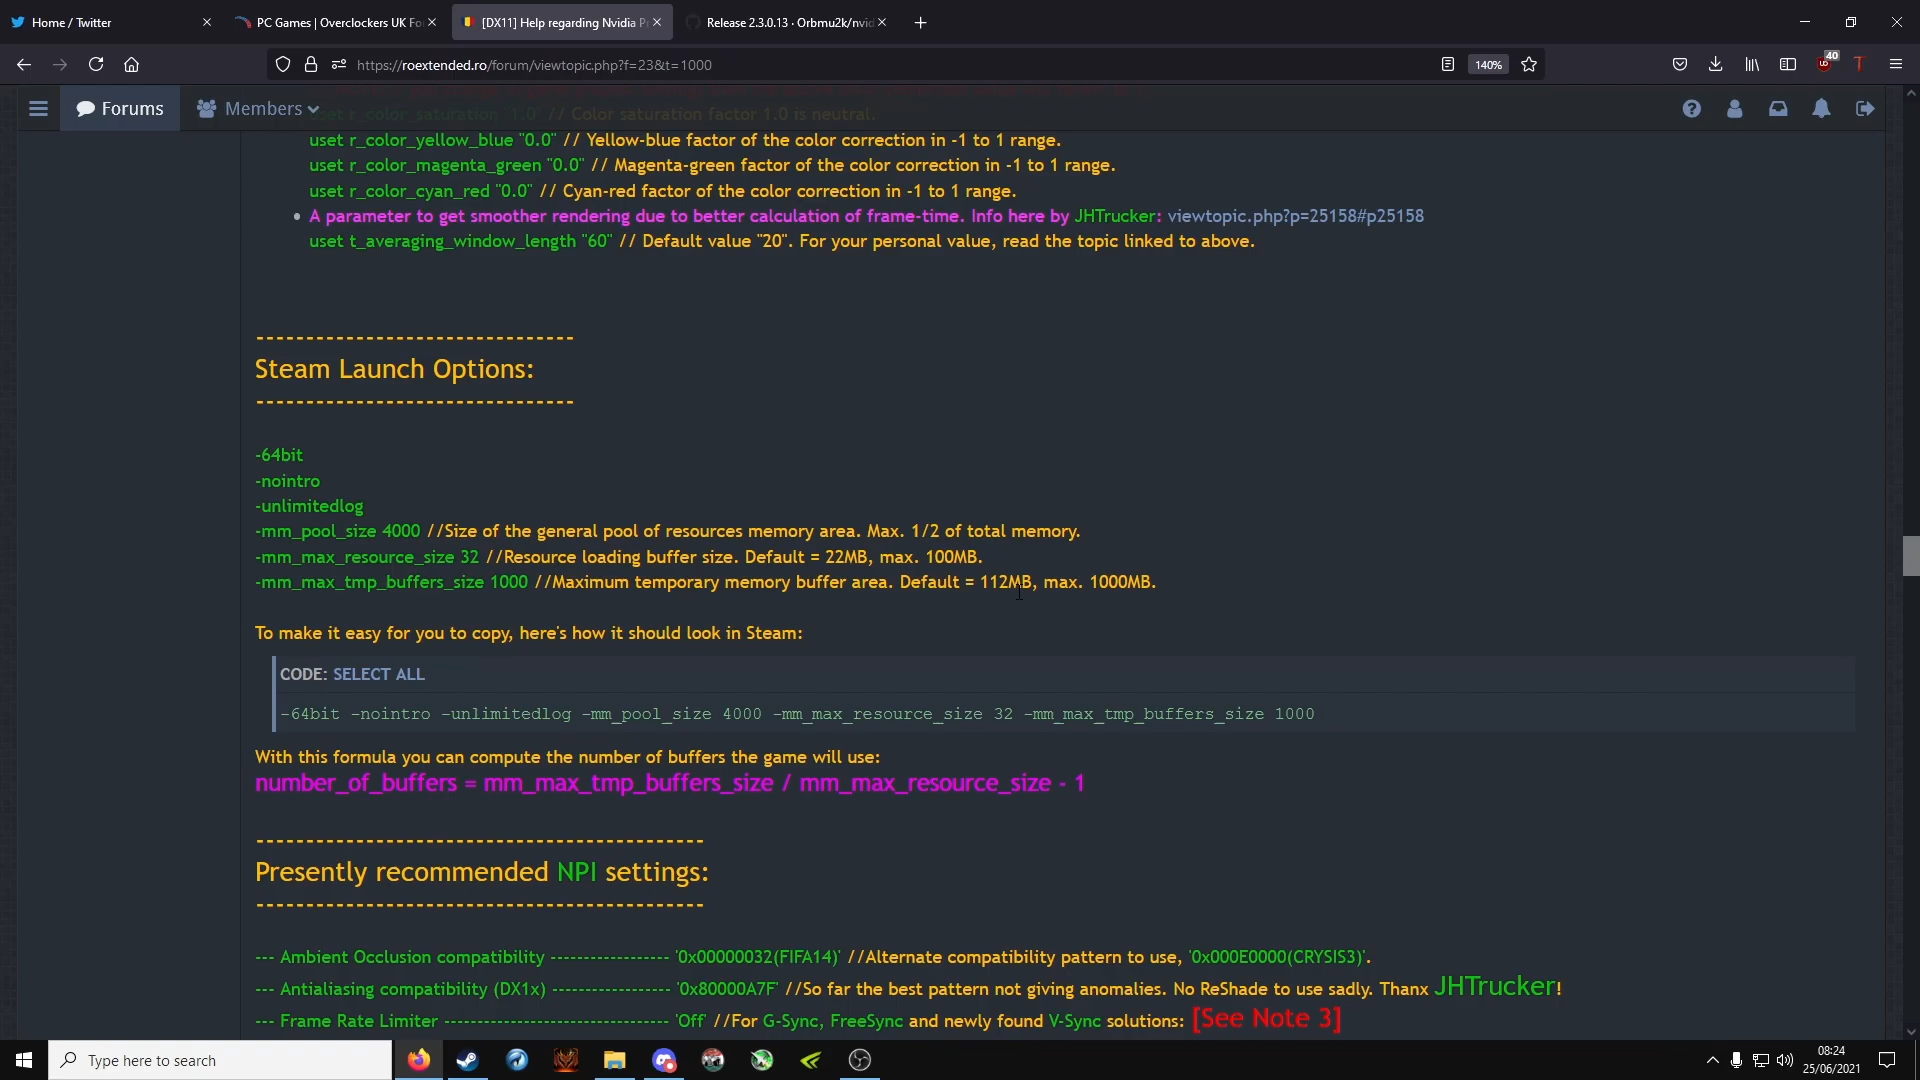 Home / Twitter
PC Games | Overclockers UK Fo
[DX11] Help regarding Nvidia P
Release 2.3.0.13 · Orbmu2k/nvid
https://roextended.ro/forum/viewtopic.php?f=23&t=1000
140%
40
Forums
Members
uset r_color_saturation "1.0" // Color saturation factor 1.0 is neutral.
uset r_color_yellow_blue "0.0" // Yellow-blue factor of the color correction in -1 to 1 range.
uset r_color_magenta_green "0.0" // Magenta-green factor of the color correction in -1 to 1 range.
uset r_color_cyan_red "0.0" // Cyan-red factor of the color correction in -1 to 1 range.
• A parameter to get smoother rendering due to better calculation of frame-time. Info here by JHTrucker: viewtopic.php?p=25158#p25158
uset t_averaging_window_length "60" // Default value "20". For your personal value, read the topic linked to above.
--------------------------------
Steam Launch Options:
--------------------------------
-64bit
-nointro
-unlimitedlog
-mm_pool_size 4000 //Size of the general pool of resources memory area. Max. 1/2 of total memory.
-mm_max_resource_size 32 //Resource loading buffer size. Default = 22MB, max. 100MB.
-mm_max_tmp_buffers_size 1000 //Maximum temporary memory buffer area. Default = 112MB, max. 1000MB.
To make it easy for you to copy, here's how it should look in Steam:
CODE: SELECT ALL
-64bit -nointro -unlimitedlog -mm_pool_size 4000 -mm_max_resource_size 32 -mm_max_tmp_buffers_size 1000
With this formula you can compute the number of buffers the game will use:
number_of_buffers = mm_max_tmp_buffers_size / mm_max_resource_size - 1
---------------------------------------------
Presently recommended NPI settings:
---------------------------------------------
--- Ambient Occlusion compatibility ------------------ '0x00000032(FIFA14)' //Alternate compatibility pattern to use, '0x000E0000(CRYSIS3)'.
--- Antialiasing compatibility (DX1x) ------------------ '0x80000A7F' //So far the best pattern not giving anomalies. No ReShade to use sadly. Thanx JHTrucker!
--- Frame Rate Limiter ---------------------------------- 'Off' //For G-Sync, FreeSync and newly found V-Sync solutions: [See Note 3]
Type here to search
08:24
25/06/2021